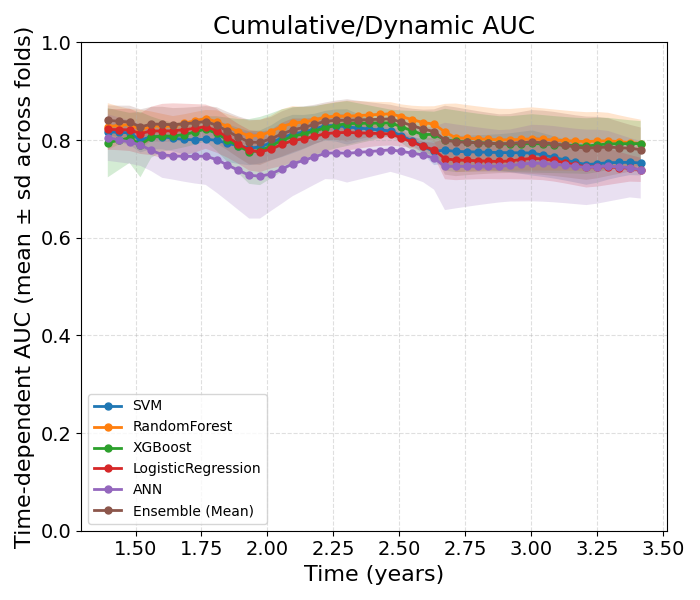 Cumulative/Dynamic AUC
Time-dependent AUC (mean ± sd across folds)
1.0
0.8
0.6
0.4
0.2
0.0
SVM
RandomForest
XGBoost
LogisticRegression
ANN
Ensemble (Mean)
1.50 1.75 2.00 2.25 2.50 2.75 3.00 3.25 3.50
Time (years)